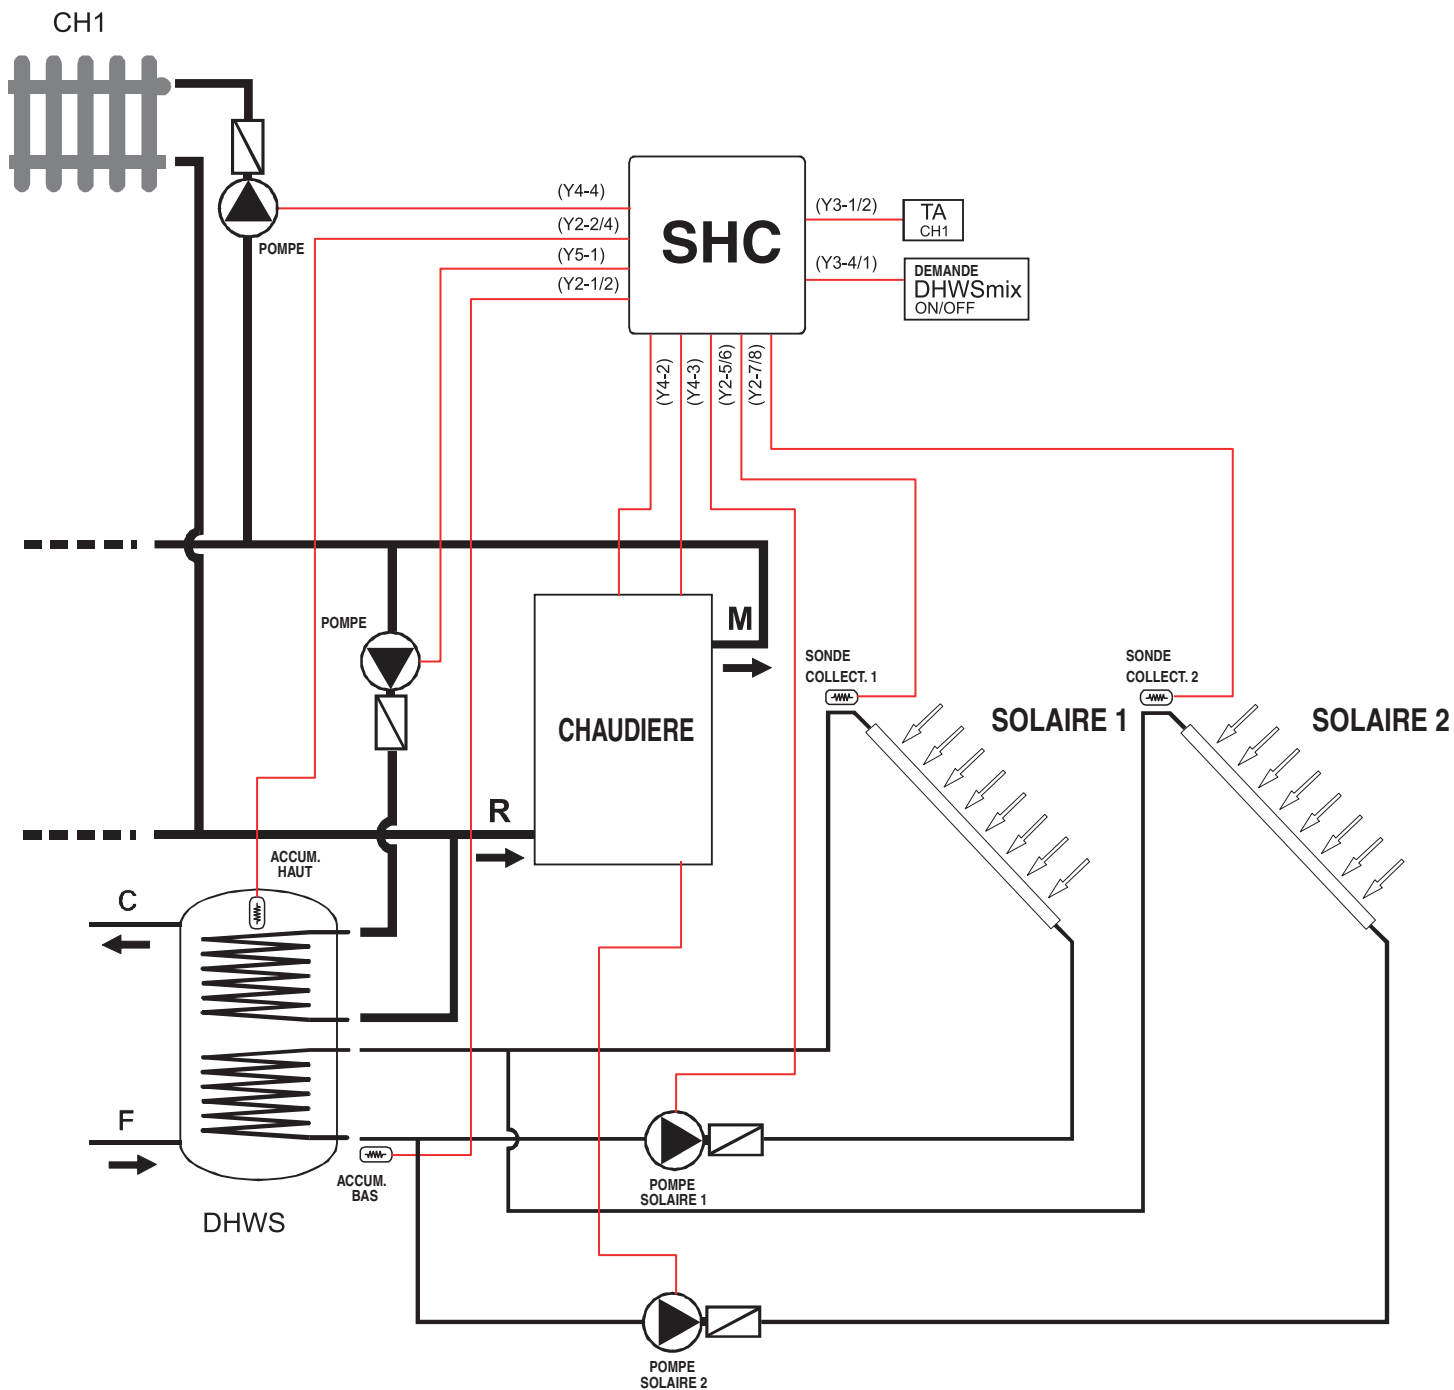 CH1
(Y4-4)
(Y2-2/4)
(Y5-1)
(Y2-1/2)
SHC
(Y3-1/2)
TA
CH1
(Y3-4/1)
DEMANDE
DHWSmix
ON/OFF
POMPE
(Y4-2)
(Y4-3)
(Y2-5/6)
(Y2-7/8)
POMPE
M
CHAUDIERE
R
SONDE
COLLECT. 1
SOLAIRE 1
SONDE
COLLECT. 2
SOLAIRE 2
ACCUM.
HAUT
C
F
ACCUM.
BAS
DHWS
POMPE
SOLAIRE 1
POMPE
SOLAIRE 2